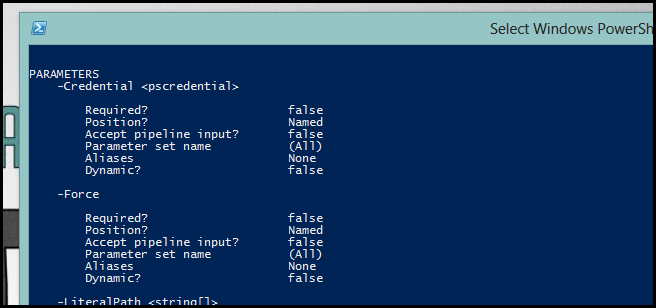 Select Windows PowerSh
PARAMETERS
-Credential <pscredential>
Required? false
Position? Named
Accept pipeline input? false
Parameter set name (All)
Aliases None
Dynamic? false
-Force
Required? false
Position? Named
Accept pipeline input? false
Parameter set name (All)
Aliases None
Dynamic? false
-LiteralPath <string[]>